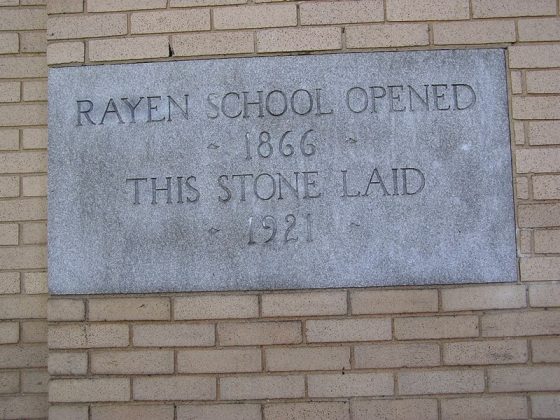 RAYEN SCHOOL OPENED
- 1866 -
THIS STONE LAID
- 1921 -